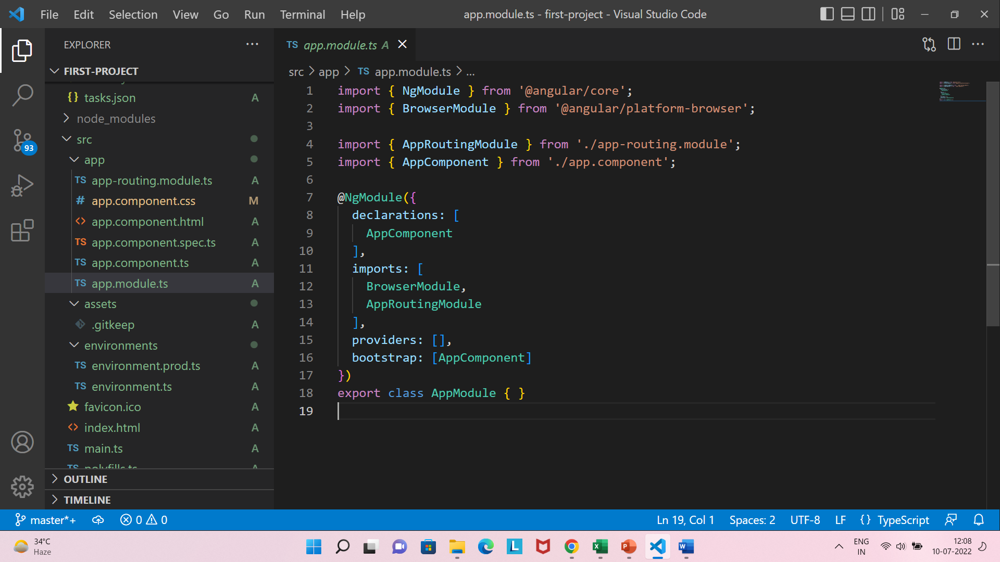 File Edit Selection View Go Run Terminal Help
app.module.ts - first-project - Visual Studio Code
EXPLORER
FIRST-PROJECT
{} tasks.json A
node_modules
src
app
TS app-routing.module.ts A
# app.component.css M
<> app.component.html A
TS app.component.spec.ts A
TS app.component.ts A
TS app.module.ts A
assets
.gitkeep A
environments
TS environment.prod.ts A
TS environment.ts A
favicon.ico A
<> index.html A
TS main.ts A
TS polyfills.ts A
OUTLINE
TIMELINE
93
TS app.module.ts A
src > app > TS app.module.ts > ...
1 import { NgModule } from '@angular/core';
2 import { BrowserModule } from '@angular/platform-browser';
3
4 import { AppRoutingModule } from './app-routing.module';
5 import { AppComponent } from './app.component';
6
7 @NgModule({
8 declarations: [
9 AppComponent
10 ],
11 imports: [
12 BrowserModule,
13 AppRoutingModule
14 ],
15 providers: [],
16 bootstrap: [AppComponent]
17 })
18 export class AppModule { }
19
master*+ 0 0
Ln 19, Col 1 Spaces: 2 UTF-8 LF {} TypeScript
34°C
Haze
L X P W
ENG
IN
12:08
10-07-2022